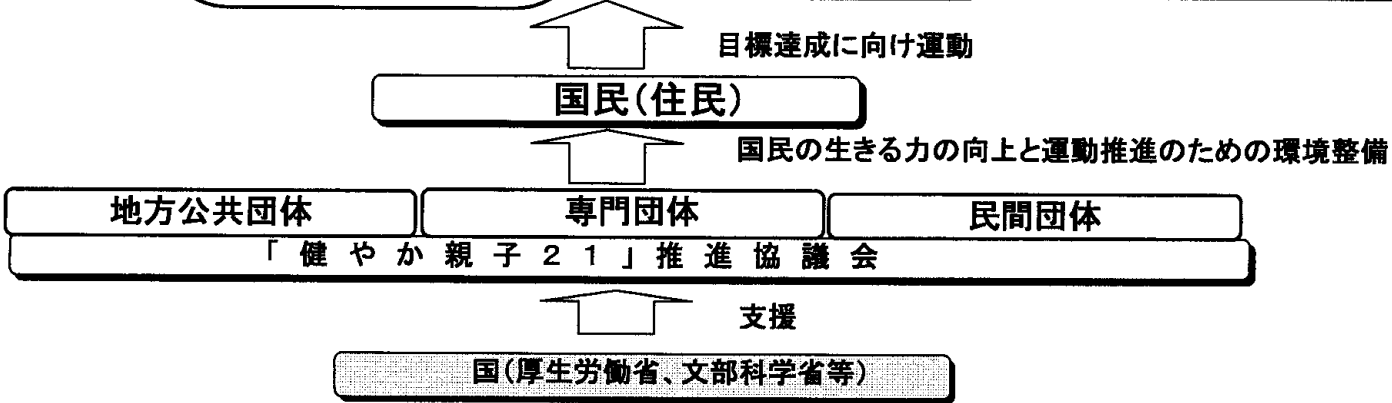 目標達成に向け運動
国民(住民)
国民の生きる力の向上と運動推進のための環境整備
地方公共団体
専門団体
民間団体
「健やか親子21」推進協議会
支援
国(厚生労働省、文部科学省等)